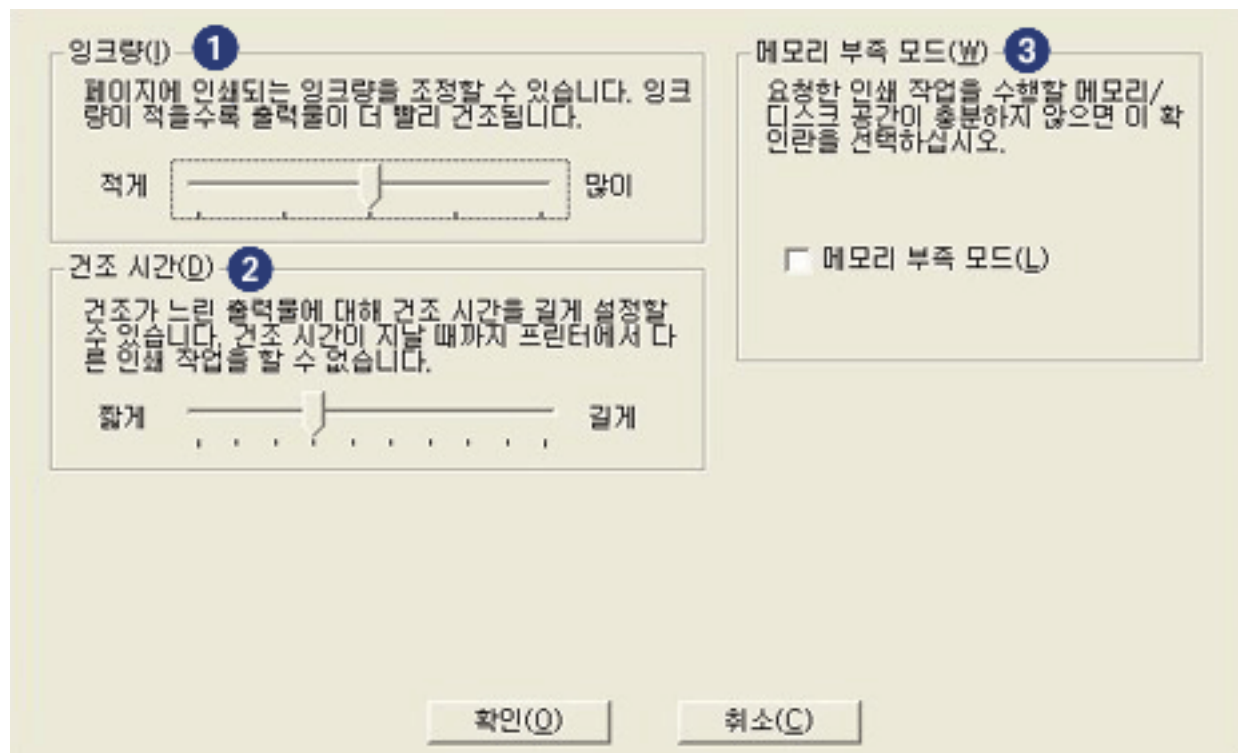 잉크량(I) 1
페이지에 인쇄되는 잉크량을 조정할 수 있습니다. 잉크
량이 적을수록 출력물이 더 빨리 건조됩니다.
적게 많이
건조 시간(D) 2
건조가 느린 출력물에 대해 건조 시간을 길게 설정할
수 있습니다. 건조 시간이 지날 때까지 프린터에서 다
른 인쇄 작업을 할 수 없습니다.
짧게 길게
메모리 부족 모드(W) 3
요청한 인쇄 작업을 수행할 메모리/
디스크 공간이 충분하지 않으면 이 확
인란을 선택하십시오.
메모리 부족 모드(L)
확인(O) 취소(C)